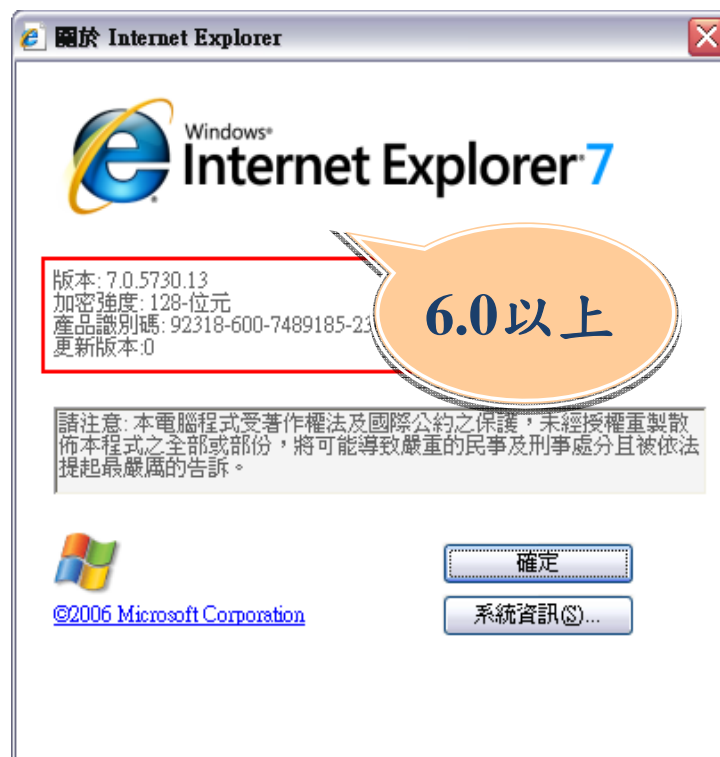 關於 Internet Explorer
Windows®
Internet Explorer 7
版本: 7.0.5730.13
加密強度: 128-位元
產品識別碼: 92318-600-7489185-23
更新版本:0
6.0以上
請注意: 本電腦程式受著作權法及國際公約之保護，未經授權重製散
佈本程式之全部或部份，將可能導致嚴重的民事及刑事處分且被依法
提起最嚴厲的告訴。
確定
©2006 Microsoft Corporation
系統資訊(S)...